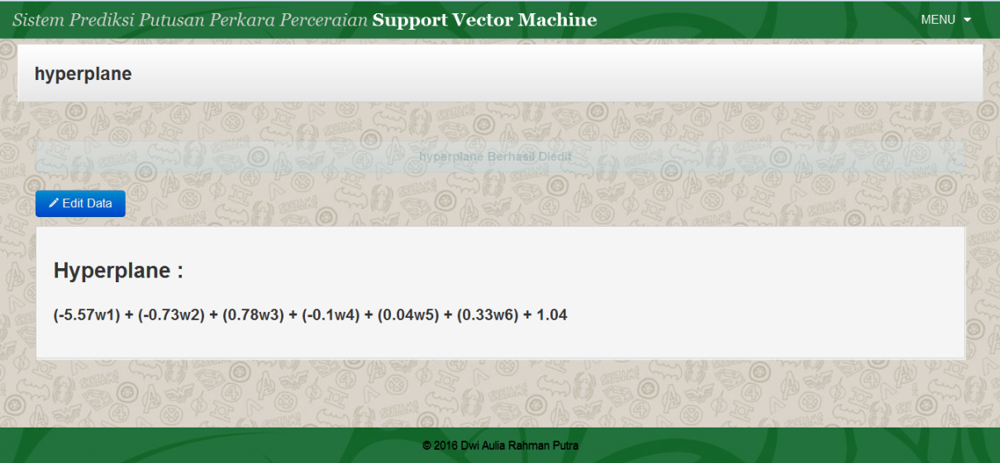 Sistem Prediksi Putusan Perkara Perceraian Support Vector Machine
MENU
hyperplane
hyperplane Berhasil Diedit
Edit Data
Hyperplane :
(-5.57w1) + (-0.73w2) + (0.78w3) + (-0.1w4) + (0.04w5) + (0.33w6) + 1.04
© 2016 Dwi Aulia Rahman Putra